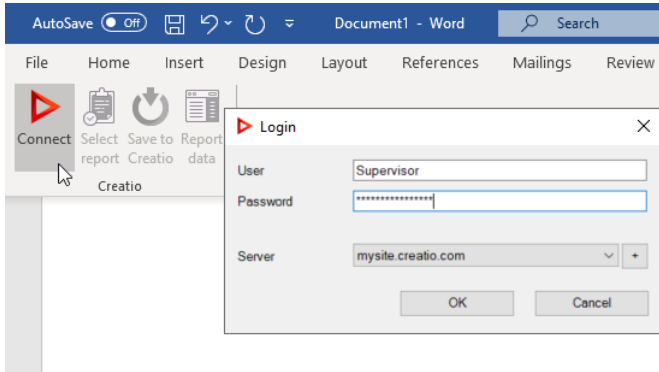 AutoSave Off Document1 - Word Search
File Home Insert Design Layout References Mailings Review
Connect Select report Save to Creatio Report data
Creatio
Login
User Supervisor
Password ****************
Server mysite.creatio.com +
OK Cancel